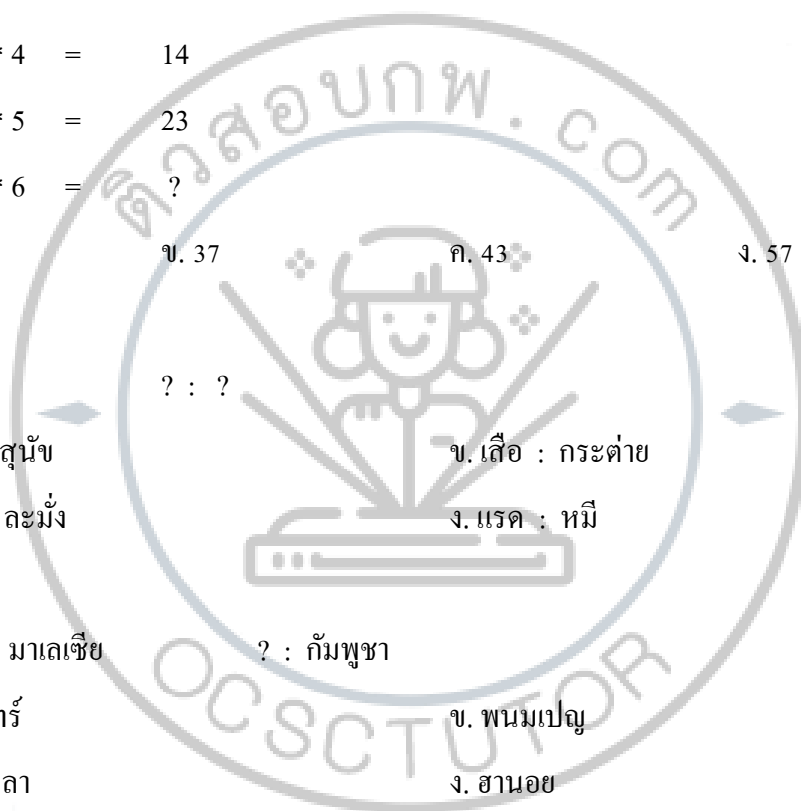 * 4 = 14
* 5 = 23
* 6 = ?
ข. 37 ค. 43 ง. 57
? : ?
สุนัข ข. เสือ : กระต่าย
ละมั่ง ง. แรด : หมี
มาเลเซีย ? : กัมพูชา
ข. พนมเปญ
ง. ฮานอย
ติวสอบกพ.com
OCSCTUTOR